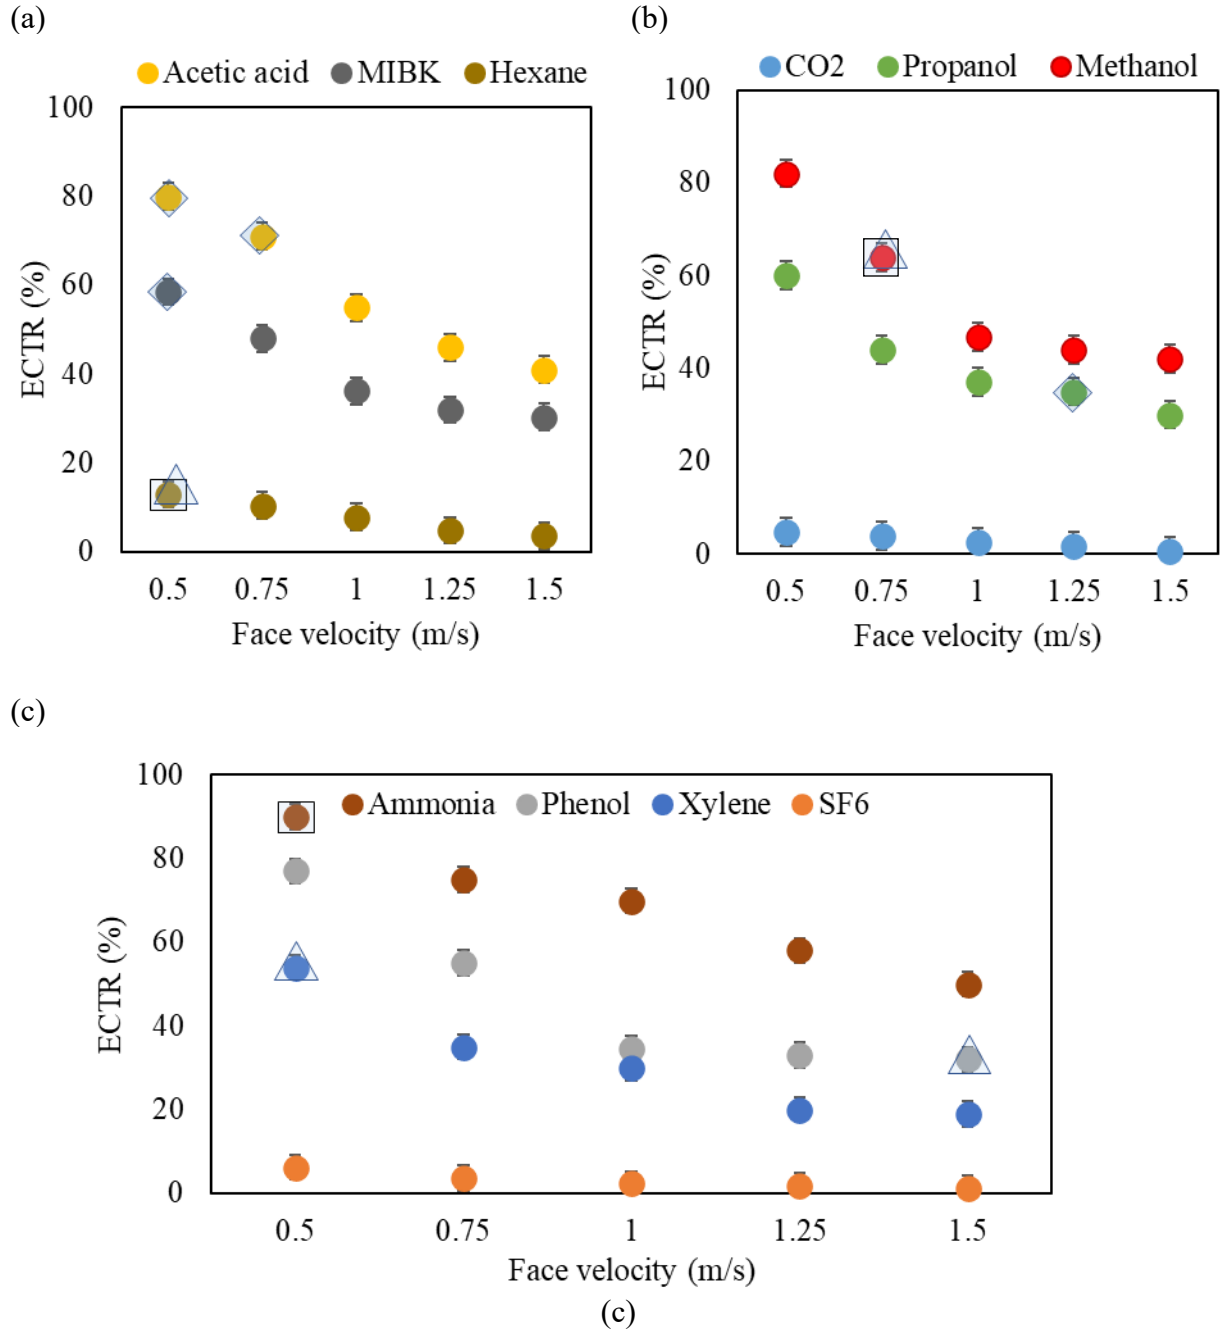 (a)
Acetic acid MIBK Hexane
100
80
60
40
20
0
ECTR (%)
0.5 0.75 1 1.25 1.5
Face velocity (m/s)
(b)
CO2 Propanol Methanol
100
80
60
40
20
0
ECTR (%)
0.5 0.75 1 1.25 1.5
Face velocity (m/s)
(c)
Ammonia Phenol Xylene SF6
100
80
60
40
20
0
ECTR (%)
0.5 0.75 1 1.25 1.5
Face velocity (m/s)
(c)